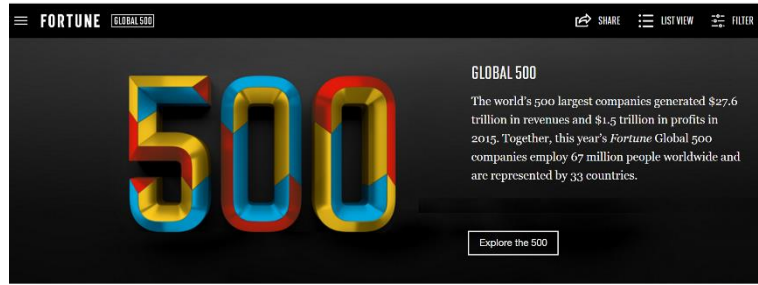 FORTUNE GLOBAL 500 SHARE LIST VIEW FILTER
500
GLOBAL 500
The world's 500 largest companies generated $27.6
trillion in revenues and $1.5 trillion in profits in
2015. Together, this year's Fortune Global 500
companies employ 67 million people worldwide and
are represented by 33 countries.
Explore the 500